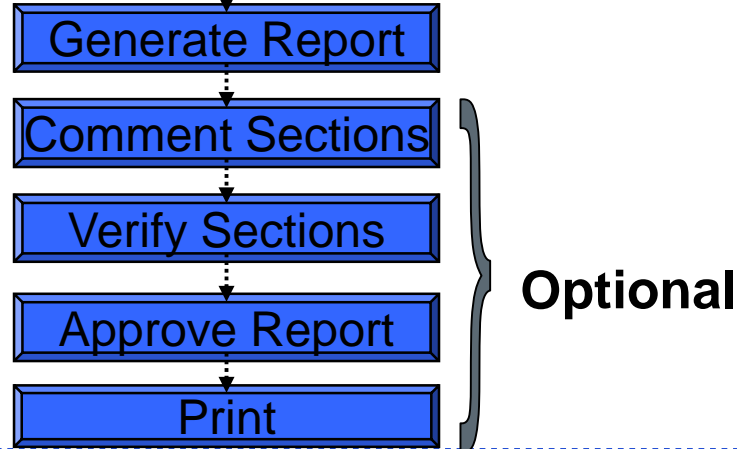 Generate Report
Comment Sections
Verify Sections
Optional
Approve Report
Print